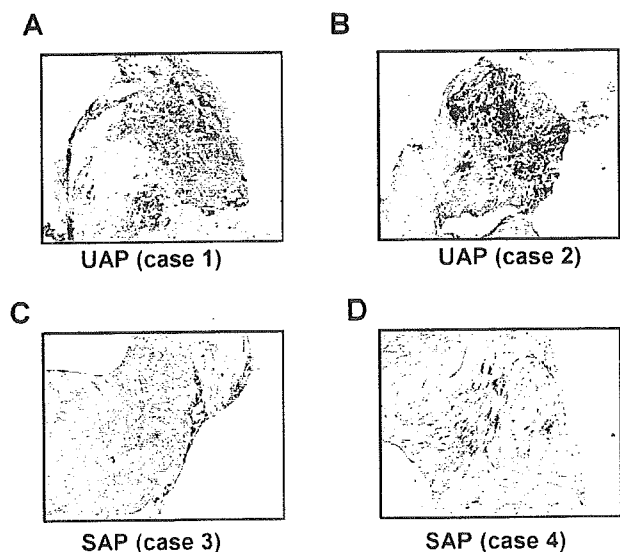 A
B
UAP (case 1)
UAP (case 2)
C
D
SAP (case 3)
SAP (case 4)